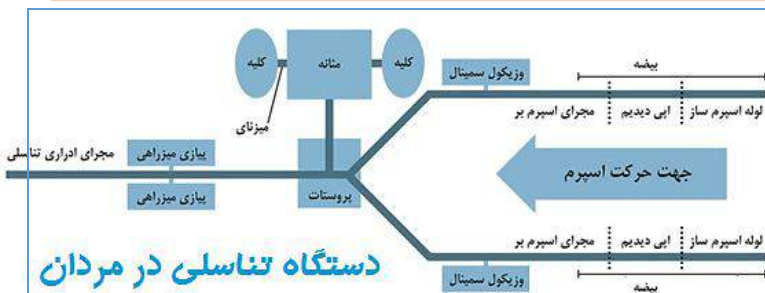 بیضه
کلیه
مثانه
کلیه
وزیکول سمینال
میزنای
لوله اسپرم ساز
اپی دیدیم
مجرای اسپرم بر
پیازی میزراهی
مجرای ادراری تناسلی
جهت حرکت اسپرم
پروستات
پیازی میزراهی
لوله اسپرم ساز
اپی دیدیم
مجرای اسپرم بر
دستگاه تناسلی در مردان
وزیکول سمینال
بیضه